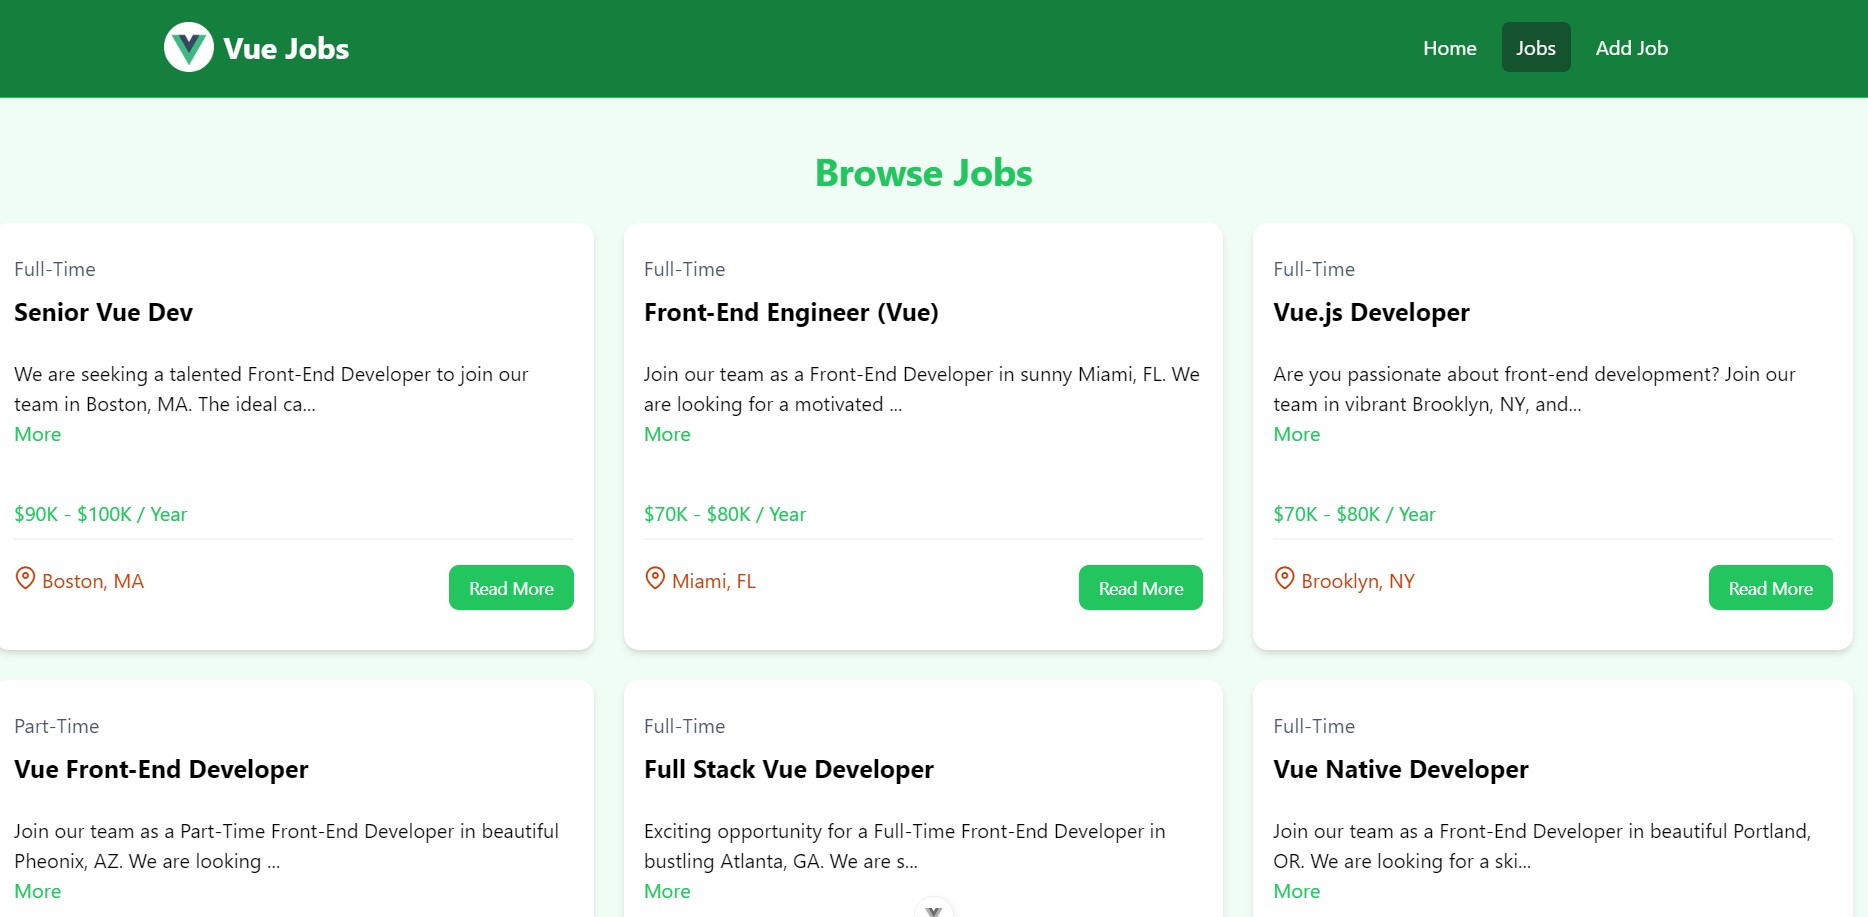 Vue Jobs
Home
Jobs
Add Job
Browse Jobs
Full-Time
Senior Vue Dev
We are seeking a talented Front-End Developer to join our
team in Boston, MA. The ideal ca...
More
$90K - $100K / Year
Boston, MA
Read More
Full-Time
Front-End Engineer (Vue)
Join our team as a Front-End Developer in sunny Miami, FL. We
are looking for a motivated ...
More
$70K - $80K / Year
Miami, FL
Read More
Full-Time
Vue.js Developer
Are you passionate about front-end development? Join our
team in vibrant Brooklyn, NY, and...
More
$70K - $80K / Year
Brooklyn, NY
Read More
Part-Time
Vue Front-End Developer
Join our team as a Part-Time Front-End Developer in beautiful
Pheonix, AZ. We are looking ...
More
Full-Time
Full Stack Vue Developer
Exciting opportunity for a Full-Time Front-End Developer in
bustling Atlanta, GA. We are s...
More
Full-Time
Vue Native Developer
Join our team as a Front-End Developer in beautiful Portland,
OR. We are looking for a ski...
More